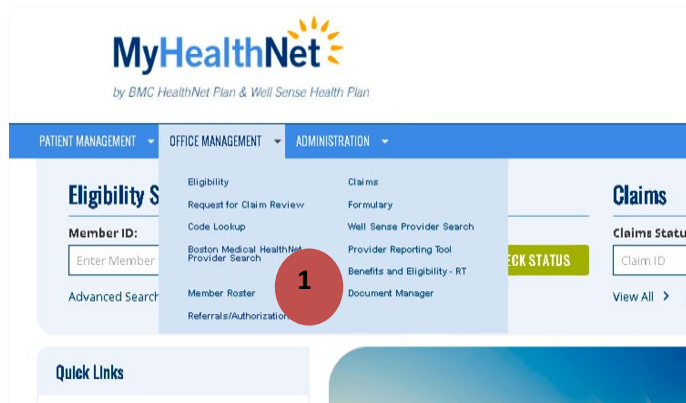 MyHealthNet
by BMC HealthNet Plan & Well Sense Health Plan
PATIENT MANAGEMENT OFFICE MANAGEMENT ADMINISTRATION
Eligibility S
Member ID:
Enter Member
Advanced Search
Eligibility
Request for Claim Review
Code Lookup
Boston Medical HealthNet
Provider Search
Member Roster
Referrals/Authorization
Claims
Formulary
Well Sense Provider Search
Provider Reporting Tool
Benefits and Eligibility - RT
Document Manager
1
ECK STATUS
Claims
Claims Statu
Claim ID
View All >
Quick Links